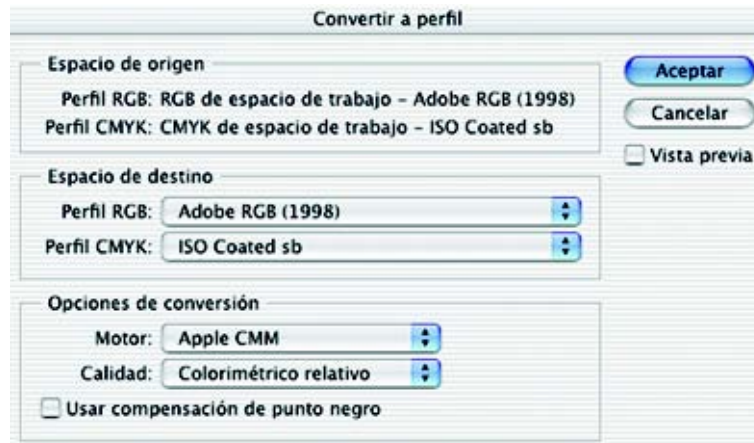 Convertir a perfil
Espacio de origen
Perfil RGB: RGB de espacio de trabajo - Adobe RGB (1998)
Perfil CMYK: CMYK de espacio de trabajo - ISO Coated sb
Aceptar
Cancelar
Vista previa
Espacio de destino
Perfil RGB: Adobe RGB (1998)
Perfil CMYK: ISO Coated sb
Opciones de conversión
Motor: Apple CMM
Calidad: Colorimétrico relativo
Usar compensación de punto negro